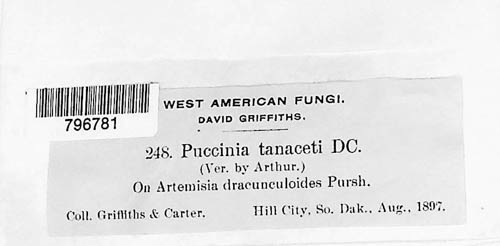 WEST AMERICAN FUNGI.
DAVID GRIFFITHS.
796781
248. Puccinia tanaceti DC.
(Ver. by Arthur.)
On Artemisia dracunculoides Pursh.
Coll. Griffiths & Carter. Hill City, So. Dak., Aug., 1897.